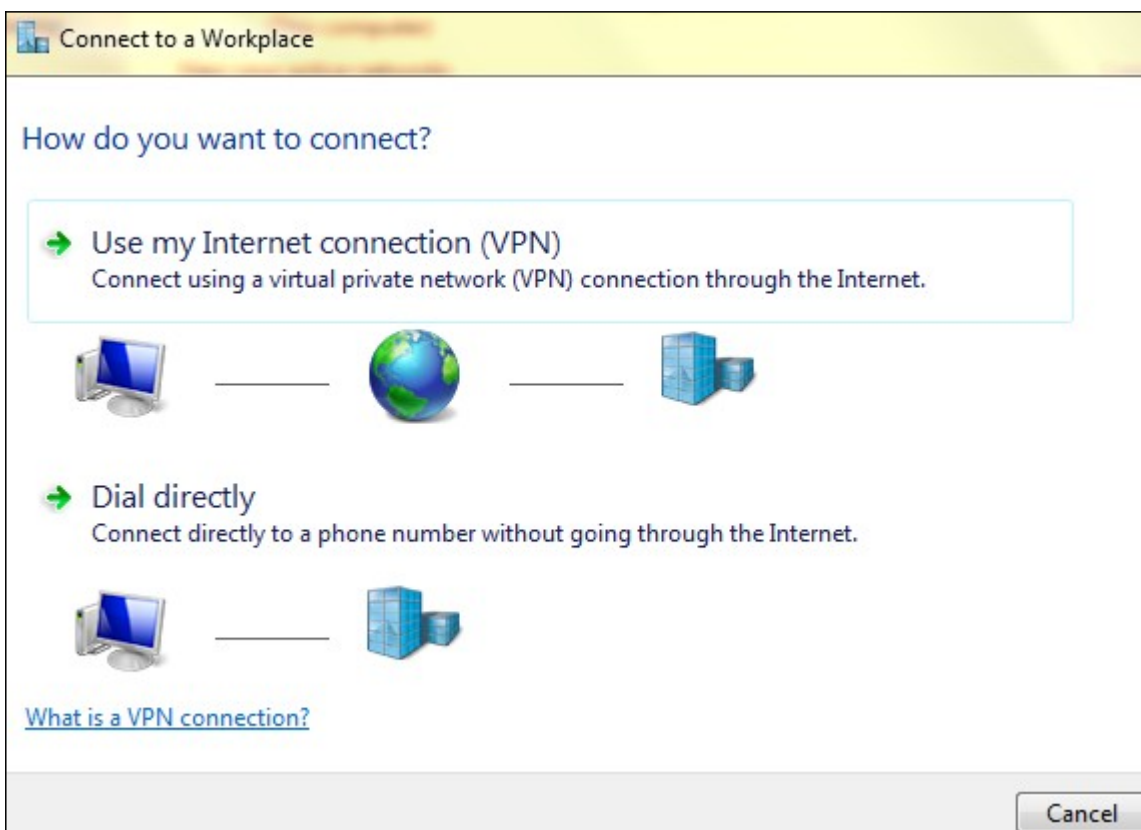 Connect to a Workplace
How do you want to connect?
Use my Internet connection (VPN)
Connect using a virtual private network (VPN) connection through the Internet.
Dial directly
Connect directly to a phone number without going through the Internet.
What is a VPN connection?
Cancel